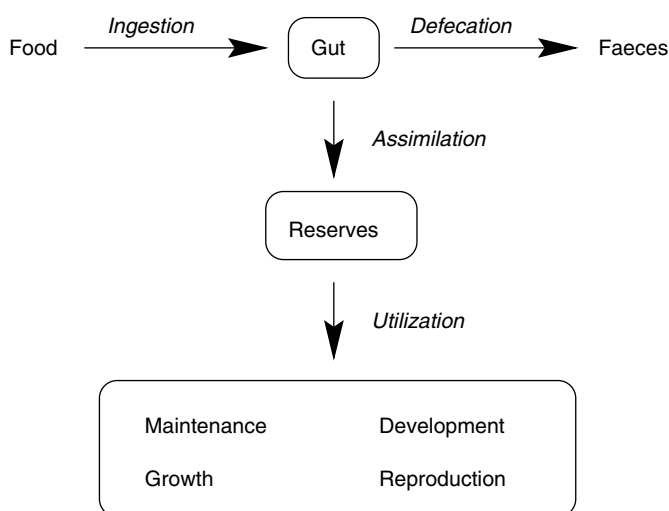 Ingestion Defecation
Food Gut Faeces
Assimilation
Reserves
Utilization
Maintenance Development
Growth Reproduction